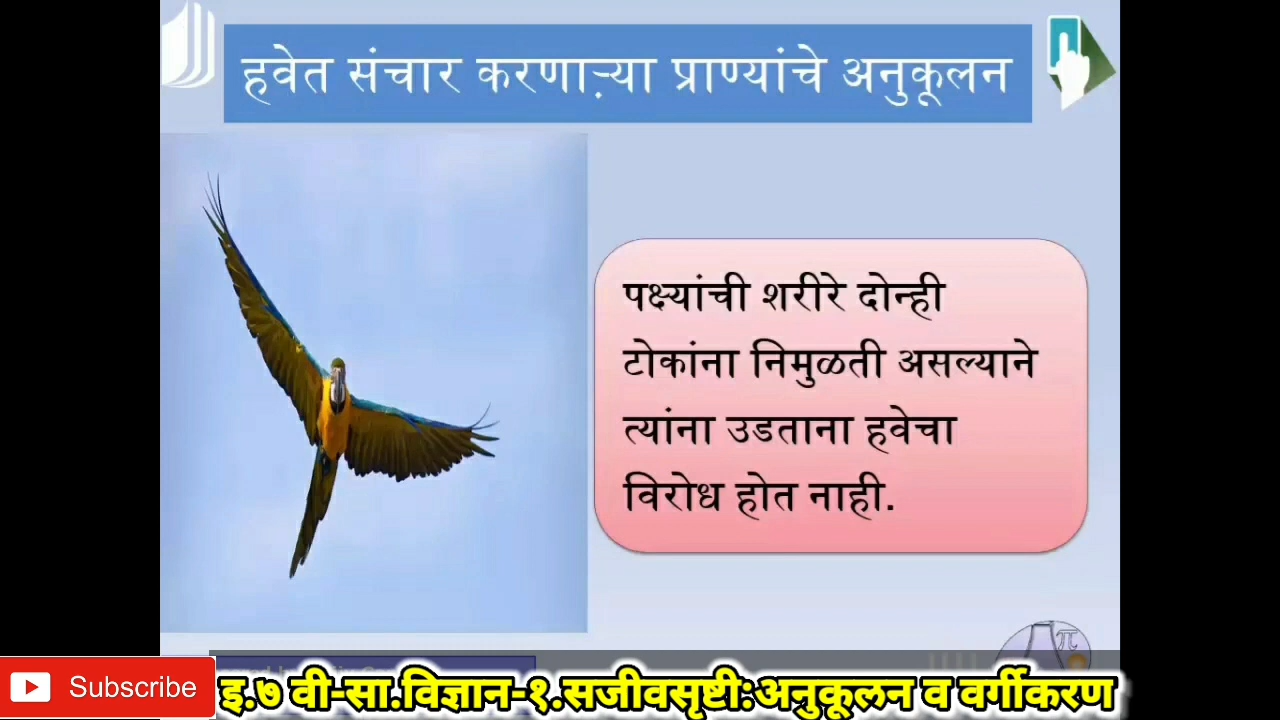 हवेत संचार करणाऱ्या प्राण्यांचे अनुकूलन
पक्ष्यांची शरीरे दोन्ही
टोकांना निमुळती असल्याने
त्यांना उडताना हवेचा
विरोध होत नाही.
π
Subscribe
इ.७ वी-सा.विज्ञान-१.सजीवसृष्टी:अनुकूलन व वर्गीकरण